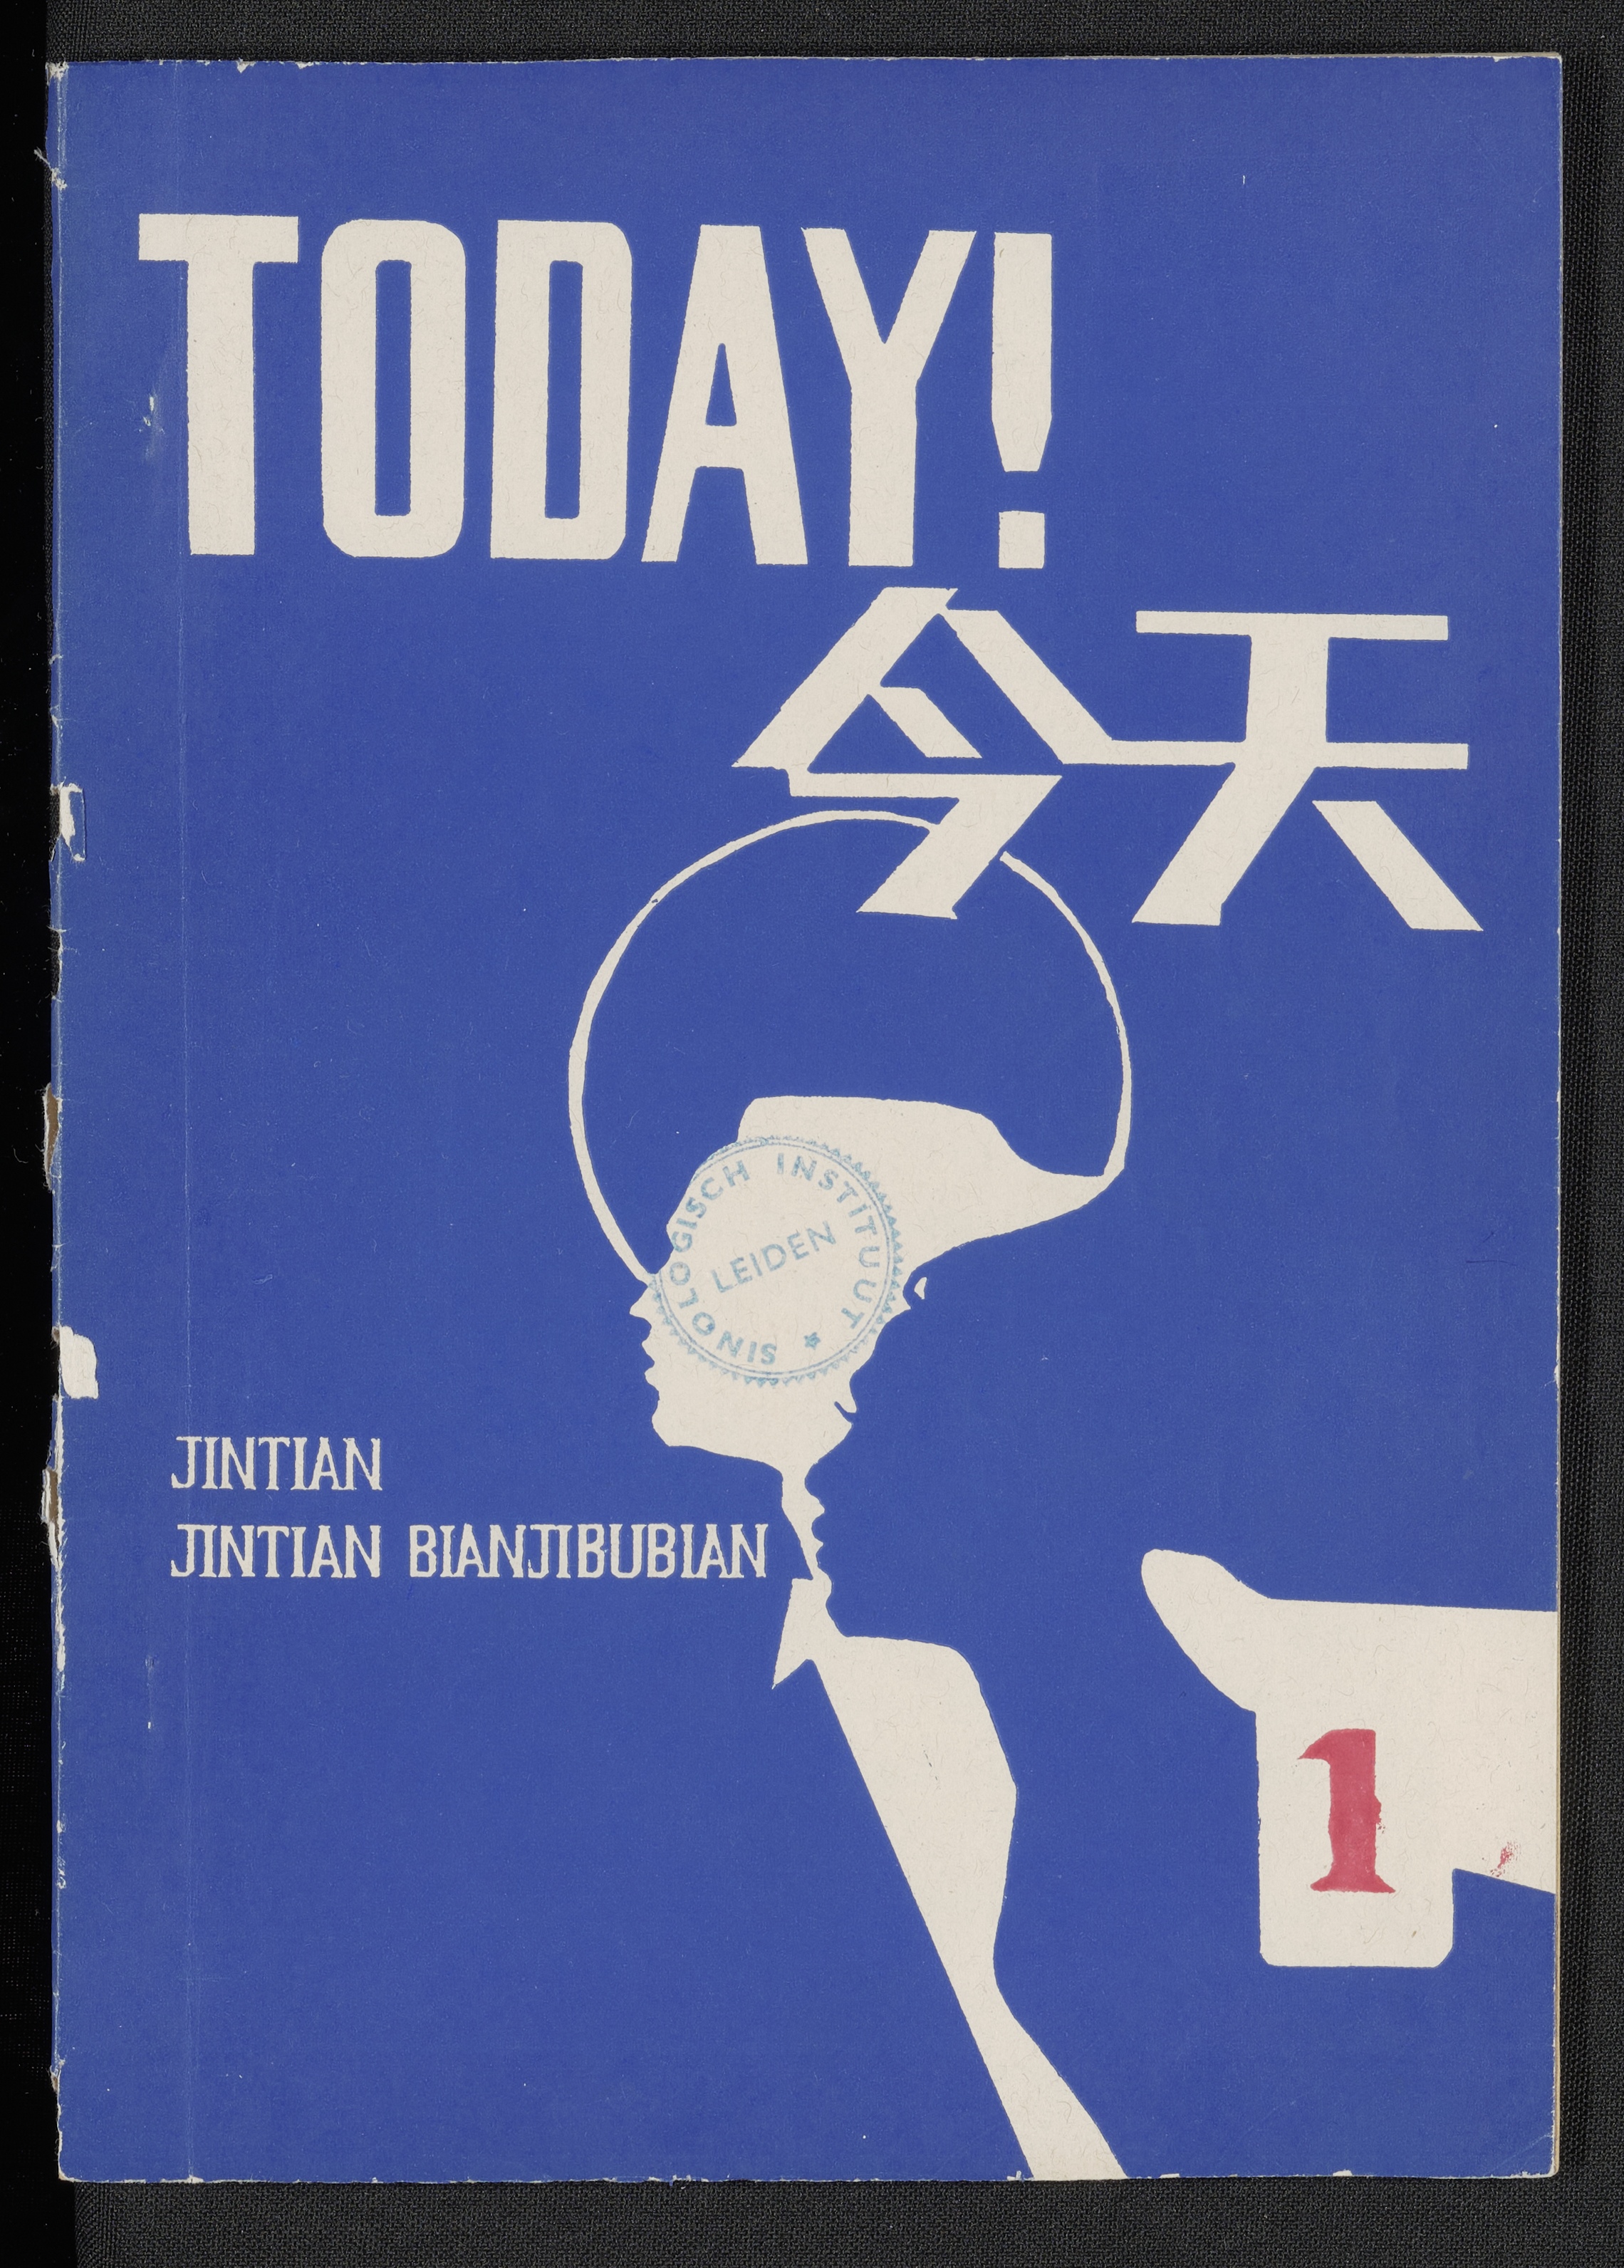 TODAY!
今天
SINOLOGISCH INSTITUUT
LEIDEN
JINTIAN
JINTIAN BIANJIBUBIAN
1